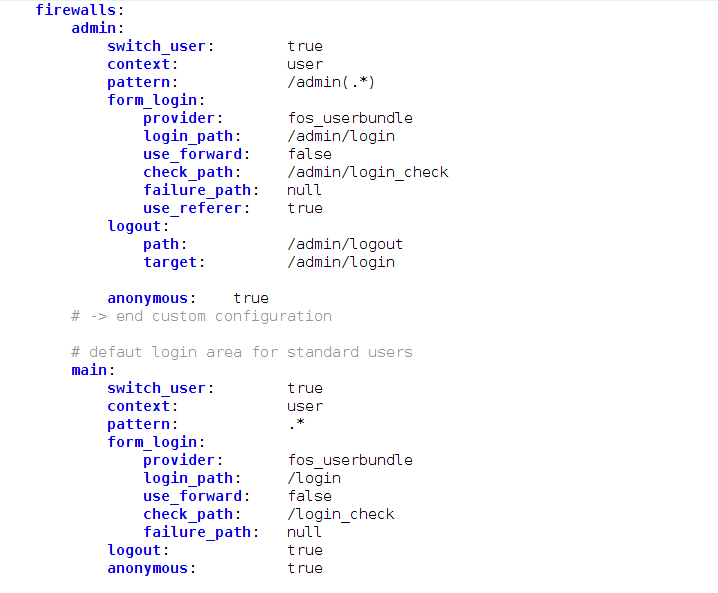 firewalls:
admin:
switch_user: true
context: user
pattern: /admin(.*)
form_login:
provider: fos_userbundle
login_path: /admin/login
use_forward: false
check_path: /admin/login_check
failure_path: null
use_referer: true
logout:
path: /admin/logout
target: /admin/login
anonymous: true
# -> end custom configuration
# defaut login area for standard users
main:
switch_user: true
context: user
pattern: .*
form_login:
provider: fos_userbundle
login_path: /login
use_forward: false
check_path: /login_check
failure_path: null
logout: true
anonymous: true